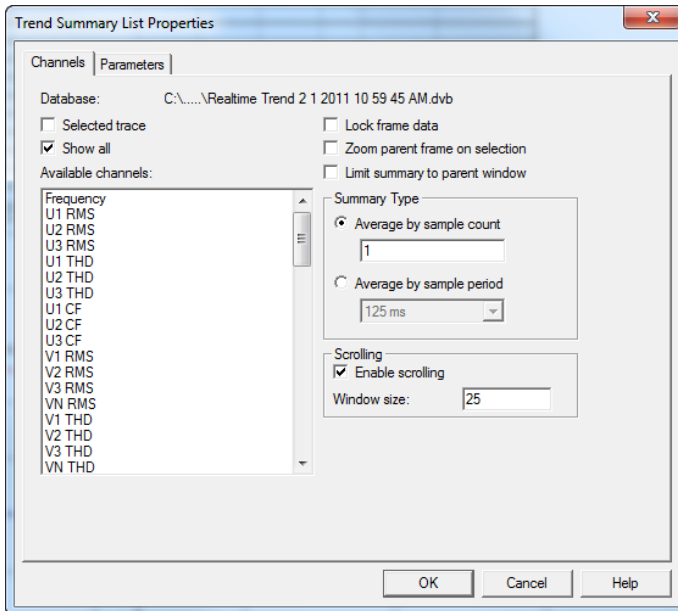 Trend Summary List Properties
Channels
Parameters
Database: C:\.....\Realtime Trend 2 1 2011 10 59 45 AM.dvb
Selected trace
Show all
Available channels:
Frequency
U1 RMS
U2 RMS
U3 RMS
U1 THD
U2 THD
U3 THD
U1 CF
U2 CF
U3 CF
V1 RMS
V2 RMS
V3 RMS
VN RMS
V1 THD
V2 THD
V3 THD
VN THD
Lock frame data
Zoom parent frame on selection
Limit summary to parent window
Summary Type
Average by sample count
1
Average by sample period
125 ms
Scrolling
Enable scrolling
Window size: 25
OK
Cancel
Help